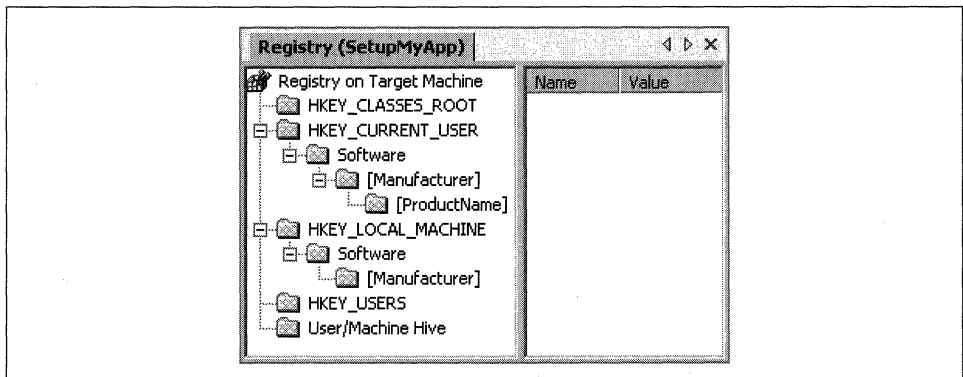 Registry (SetupMyApp)
Registry on Target Machine
HKEY_CLASSES_ROOT
HKEY_CURRENT_USER
Software
[Manufacturer]
[ProductName]
HKEY_LOCAL_MACHINE
Software
[Manufacturer]
HKEY_USERS
User/Machine Hive
Name Value